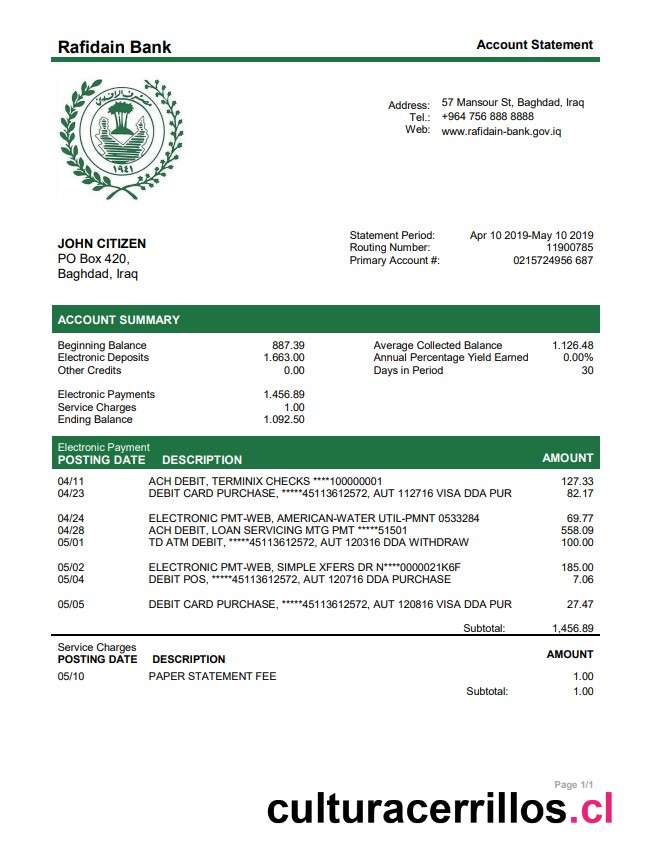 Rafidain Bank
Account Statement
مصرف الرافدين
١٩٤١
Address: 57 Mansour St, Baghdad, Iraq
Tel.: +964 756 888 8888
Web: www.rafidain-bank.gov.iq
JOHN CITIZEN
PO Box 420,
Baghdad, Iraq
Statement Period: Apr 10 2019-May 10 2019
Routing Number: 11900785
Primary Account #: 0215724956 687
ACCOUNT SUMMARY
Beginning Balance 887.39 Average Collected Balance 1.126.48
Electronic Deposits 1.663.00 Annual Percentage Yield Earned 0.00%
Other Credits 0.00 Days in Period 30
Electronic Payments 1.456.89
Service Charges 1.00
Ending Balance 1.092.50
Electronic Payment
POSTING DATE DESCRIPTION AMOUNT
04/11 ACH DEBIT, TERMINIX CHECKS ****100000001 127.33
04/23 DEBIT CARD PURCHASE, *****45113612572, AUT 112716 VISA DDA PUR 82.17
04/24 ELECTRONIC PMT-WEB, AMERICAN-WATER UTIL-PMNT 0533284 69.77
04/28 ACH DEBIT, LOAN SERVICING MTG PMT *****51501 558.09
05/01 TD ATM DEBIT, *****45113612572, AUT 120316 DDA WITHDRAW 100.00
05/02 ELECTRONIC PMT-WEB, SIMPLE XFERS DR N****0000021K6F 185.00
05/04 DEBIT POS, *****45113612572, AUT 120716 DDA PURCHASE 7.06
05/05 DEBIT CARD PURCHASE, *****45113612572, AUT 120816 VISA DDA PUR 27.47
Subtotal: 1,456.89
Service Charges
POSTING DATE DESCRIPTION AMOUNT
05/10 PAPER STATEMENT FEE 1.00
Subtotal: 1.00
Page 1/1
culturacerrillos.cl